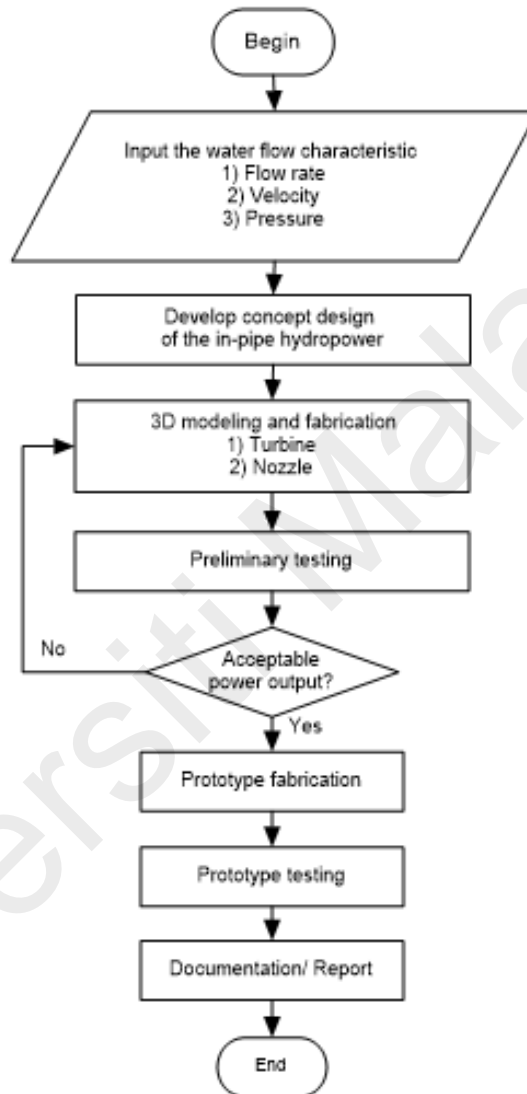 Begin
Input the water flow characteristic
1) Flow rate
2) Velocity
3) Pressure
Develop concept design
of the in-pipe hydropower
3D modeling and fabrication
1) Turbine
2) Nozzle
Preliminary testing
No
Acceptable
power output?
Yes
Prototype fabrication
Prototype testing
Documentation/ Report
End